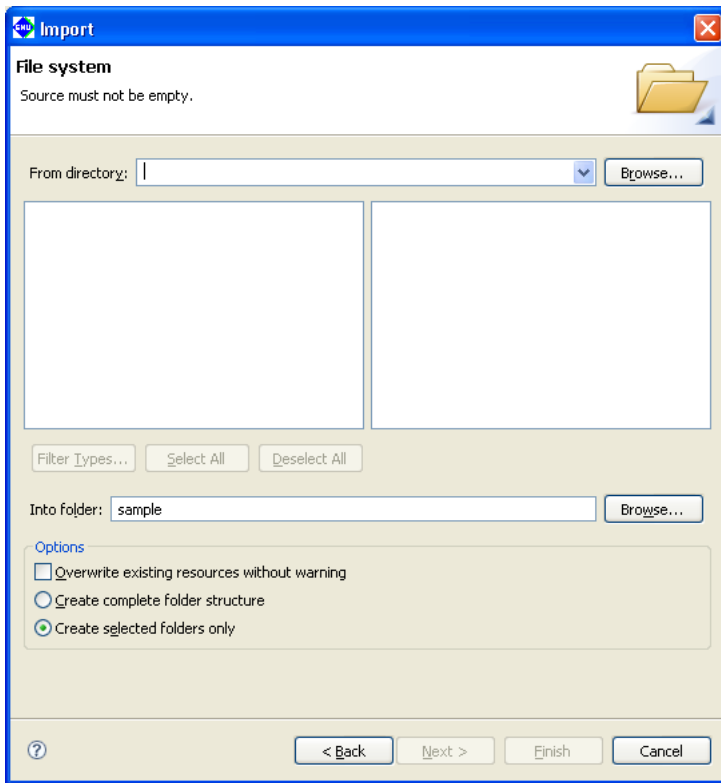 GNU Import
File system
Source must not be empty.
From directory: Browse...
Filter Types... Select All Deselect All
Into folder: sample Browse...
Options
Overwrite existing resources without warning
Create complete folder structure
Create selected folders only
? < Back Next > Finish Cancel